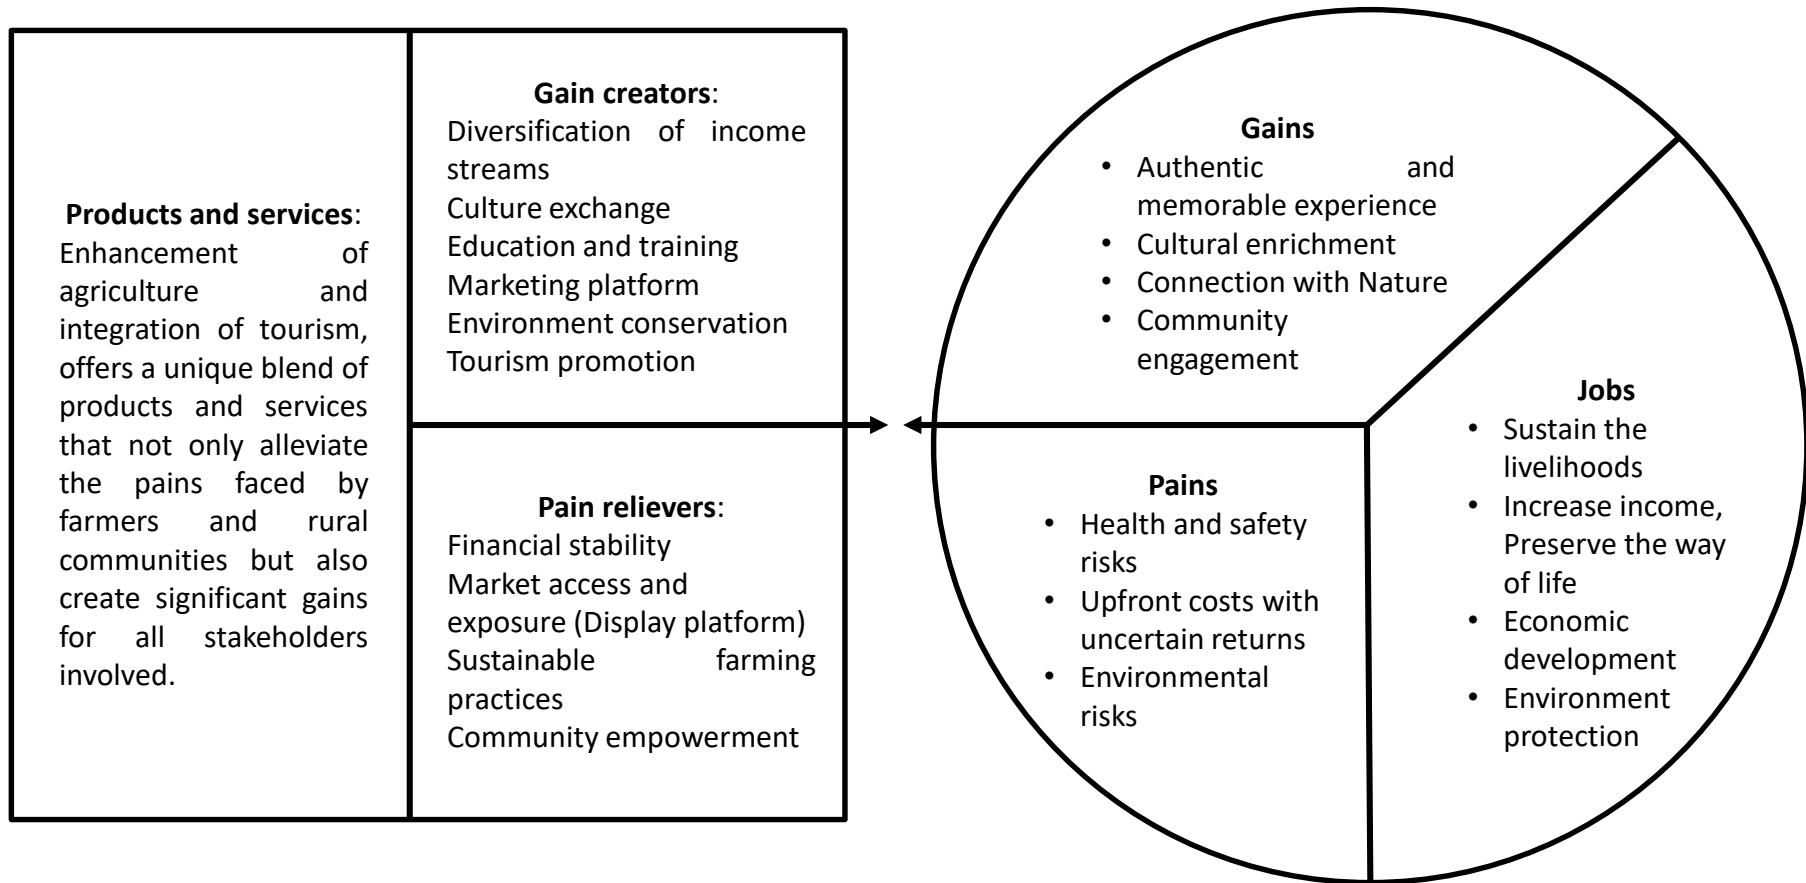 Products and services:
Enhancement of
agriculture and
integration of tourism,
offers a unique blend of
products and services
that not only alleviate
the pains faced by
farmers and rural
communities but also
create significant gains
for all stakeholders
involved.
Gain creators:
Diversification of income
streams
Culture exchange
Education and training
Marketing platform
Environment conservation
Tourism promotion
Pain relievers:
Financial stability
Market access and
exposure (Display platform)
Sustainable farming
practices
Community empowerment
Gains
• Authentic and
memorable experience
• Cultural enrichment
• Connection with Nature
• Community
engagement
Pains
• Health and safety
risks
• Upfront costs with
uncertain returns
• Environmental
risks
Jobs
• Sustain the
livelihoods
• Increase income,
Preserve the way
of life
• Economic
development
• Environment
protection